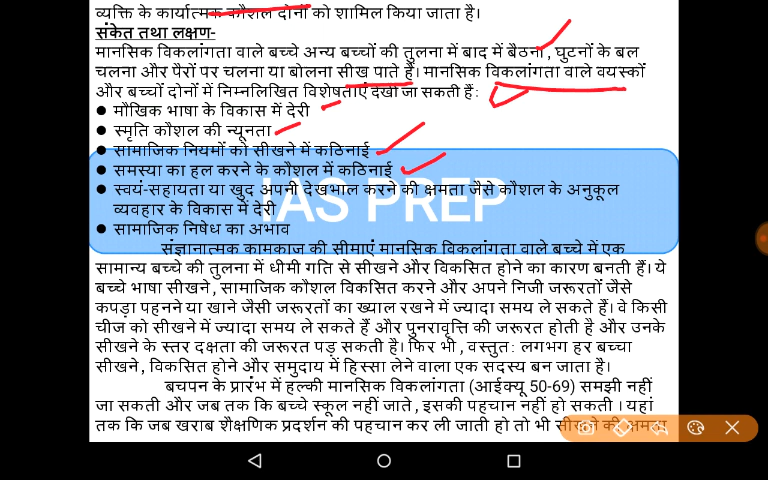 व्यक्ति के कार्यात्मक कौशल दोनों को शामिल किया जाता है।
संकेत तथा लक्षण-
मानसिक विकलांगता वाले बच्चे अन्य बच्चों की तुलना में बाद में बैठना, घुटनों के बल
चलना और पैरों पर चलना या बोलना सीख पाते हैं। मानसिक विकलांगता वाले वयस्कों
और बच्चों दोनों में निम्नलिखित विशेषताएं देखी जा सकती हैं:
● मौखिक भाषा के विकास में देरी
● स्मृति कौशल की न्यूनता
● सामाजिक नियमों को सीखने में कठिनाई
● समस्या का हल करने के कौशल में कठिनाई
● स्वयं-सहायता या खुद अपनी देखभाल करने की क्षमता जैसे कौशल के अनुकूल
व्यवहार के विकास में देरी
IAS PREP
● सामाजिक निषेध का अभाव
संज्ञानात्मक कामकाज की सीमाएं मानसिक विकलांगता वाले बच्चे में एक
सामान्य बच्चे की तुलना में धीमी गति से सीखने और विकसित होने का कारण बनती हैं। ये
बच्चे भाषा सीखने, सामाजिक कौशल विकसित करने और अपने निजी जरूरतों जैसे
कपड़ा पहनने या खाने जैसी जरूरतों का ख्याल रखने में ज्यादा समय ले सकते हैं। वे किसी
चीज को सीखने में ज्यादा समय ले सकते हैं और पुनरावृत्ति की जरूरत होती है और उनके
सीखने के स्तर दक्षता की जरूरत पड़ सकती है। फिर भी, वस्तुत: लगभग हर बच्चा
सीखने, विकसित होने और समुदाय में हिस्सा लेने वाला एक सदस्य बन जाता है।
बचपन के प्रारंभ में हल्की मानसिक विकलांगता (आईक्यू 50-69) समझी नहीं
जा सकती और जब तक कि बच्चे स्कूल नहीं जाते, इसकी पहचान नहीं हो सकती। यहां
तक कि जब खराब शैक्षणिक प्रदर्शन की पहचान कर ली जाती हो तो भी सीखने की क्षमता